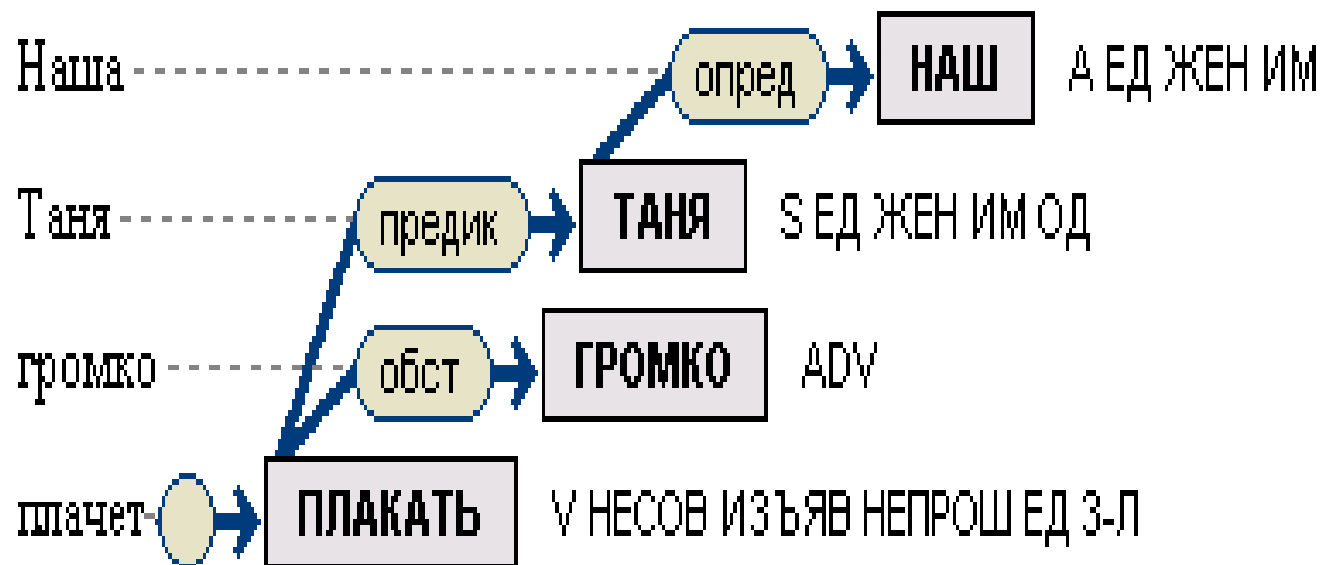 Наша опред НАШ A ЕД ЖЕН ИМ
Таня предик ТАНЯ S ЕД ЖЕН ИМ ОД
громко обст ГРОМКО ADV
плачет ПЛАКАТЬ V НЕСОВ ИЗЪЯВ НЕПРОШ ЕД 3-Л